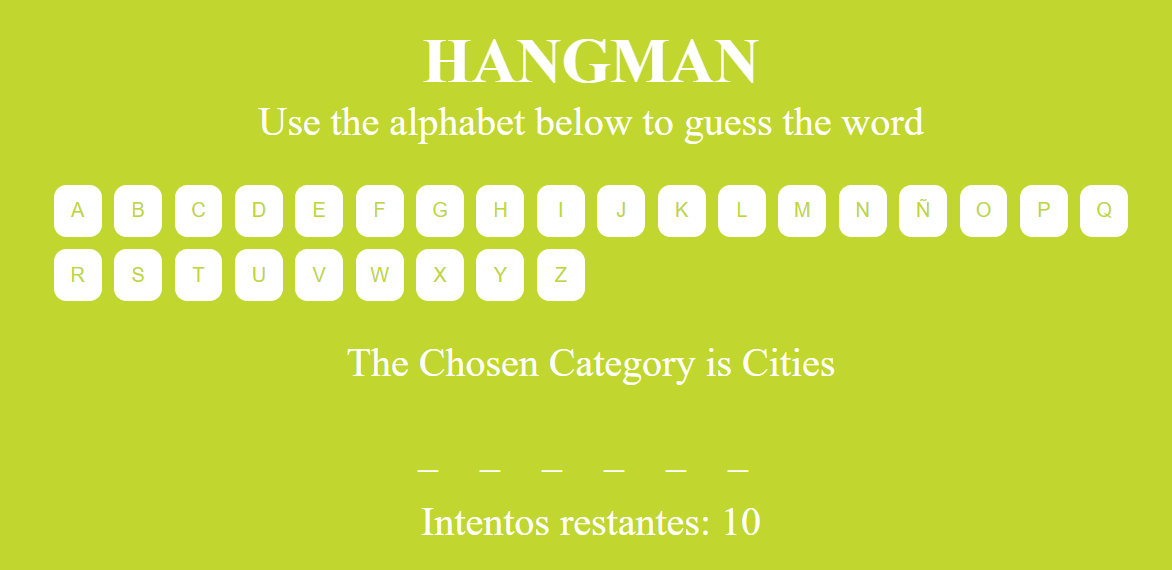 HANGMAN
Use the alphabet below to guess the word
A B C D E F G H I J K L M N Ñ O P Q
R S T U V W X Y Z
The Chosen Category is Cities
_ _ _ _ _ _
Intentos restantes: 10